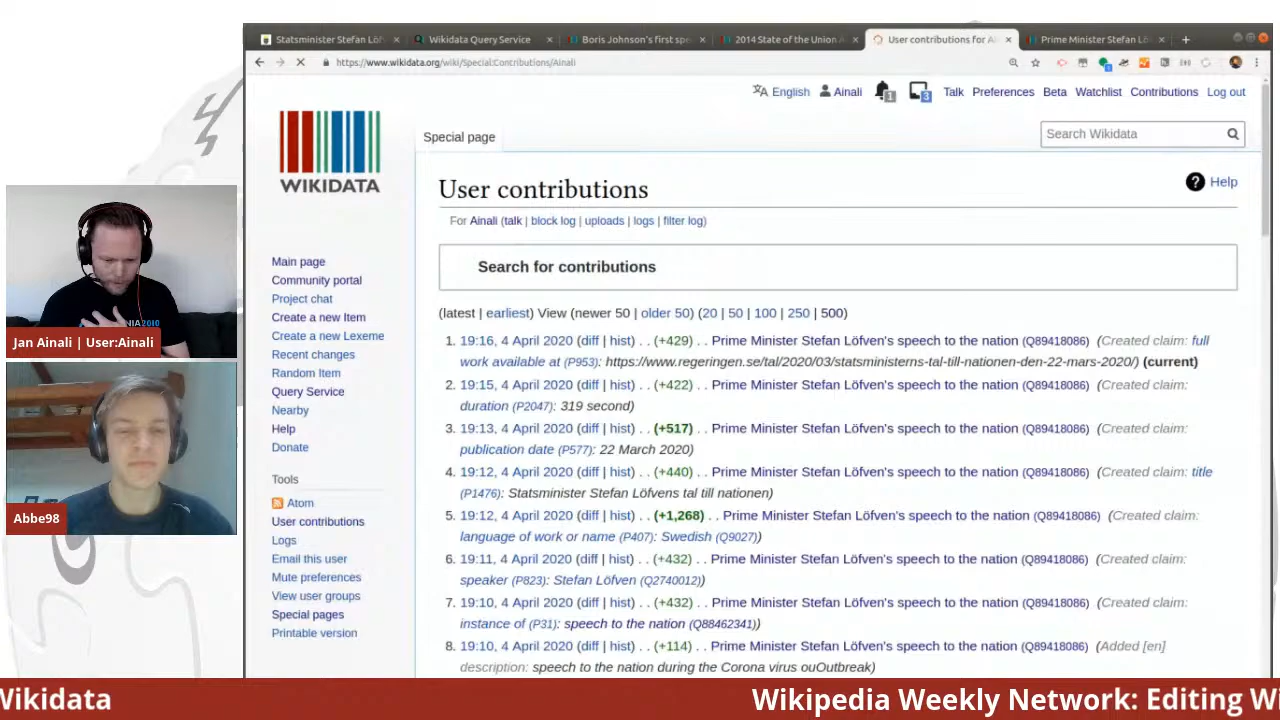 Statsminister Stefan Löf
Wikidata Query Service
Boris Johnson's first spe
2014 State of the Union A
User contributions for Ai
Prime Minister Stefan Lö
https://www.wikidata.org/wiki/Special:Contributions/Ainali
English Ainali 1 3 Talk Preferences Beta Watchlist Contributions Log out
WIKIDATA
Special page
Search Wikidata
User contributions
Help
For Ainali (talk | block log | uploads | logs | filter log)
Search for contributions
(latest | earliest) View (newer 50 | older 50) (20 | 50 | 100 | 250 | 500)
1. 19:16, 4 April 2020 (diff | hist) . . (+429) . . Prime Minister Stefan Löfven's speech to the nation (Q89418086) (Created claim: full
work available at (P953): https://www.regeringen.se/tal/2020/03/statsministerns-tal-till-nationen-den-22-mars-2020/) (current)
2. 19:15, 4 April 2020 (diff | hist) . . (+422) . . Prime Minister Stefan Löfven's speech to the nation (Q89418086) (Created claim:
duration (P2047): 319 second)
3. 19:13, 4 April 2020 (diff | hist) . . (+517) . . Prime Minister Stefan Löfven's speech to the nation (Q89418086) (Created claim:
publication date (P577): 22 March 2020)
4. 19:12, 4 April 2020 (diff | hist) . . (+440) . . Prime Minister Stefan Löfven's speech to the nation (Q89418086) (Created claim: title
(P1476): Statsminister Stefan Löfvens tal till nationen)
5. 19:12, 4 April 2020 (diff | hist) . . (+1,268) . . Prime Minister Stefan Löfven's speech to the nation (Q89418086) (Created claim:
language of work or name (P407): Swedish (Q9027))
6. 19:11, 4 April 2020 (diff | hist) . . (+432) . . Prime Minister Stefan Löfven's speech to the nation (Q89418086) (Created claim:
speaker (P823): Stefan Löfven (Q2740012))
7. 19:10, 4 April 2020 (diff | hist) . . (+432) . . Prime Minister Stefan Löfven's speech to the nation (Q89418086) (Created claim:
instance of (P31): speech to the nation (Q88462341))
8. 19:10, 4 April 2020 (diff | hist) . . (+114) . . Prime Minister Stefan Löfven's speech to the nation (Q89418086) (Added [en]
description: speech to the nation during the Corona virus ouOutbreak)
Main page
Community portal
Project chat
Create a new Item
Create a new Lexeme
Recent changes
Random Item
Query Service
Nearby
Help
Donate
Tools
Atom
User contributions
Logs
Email this user
Mute preferences
View user groups
Special pages
Printable version
Jan Ainali | User:Ainali
Abbe98
Wikidata
Wikipedia Weekly Network: Editing Wi